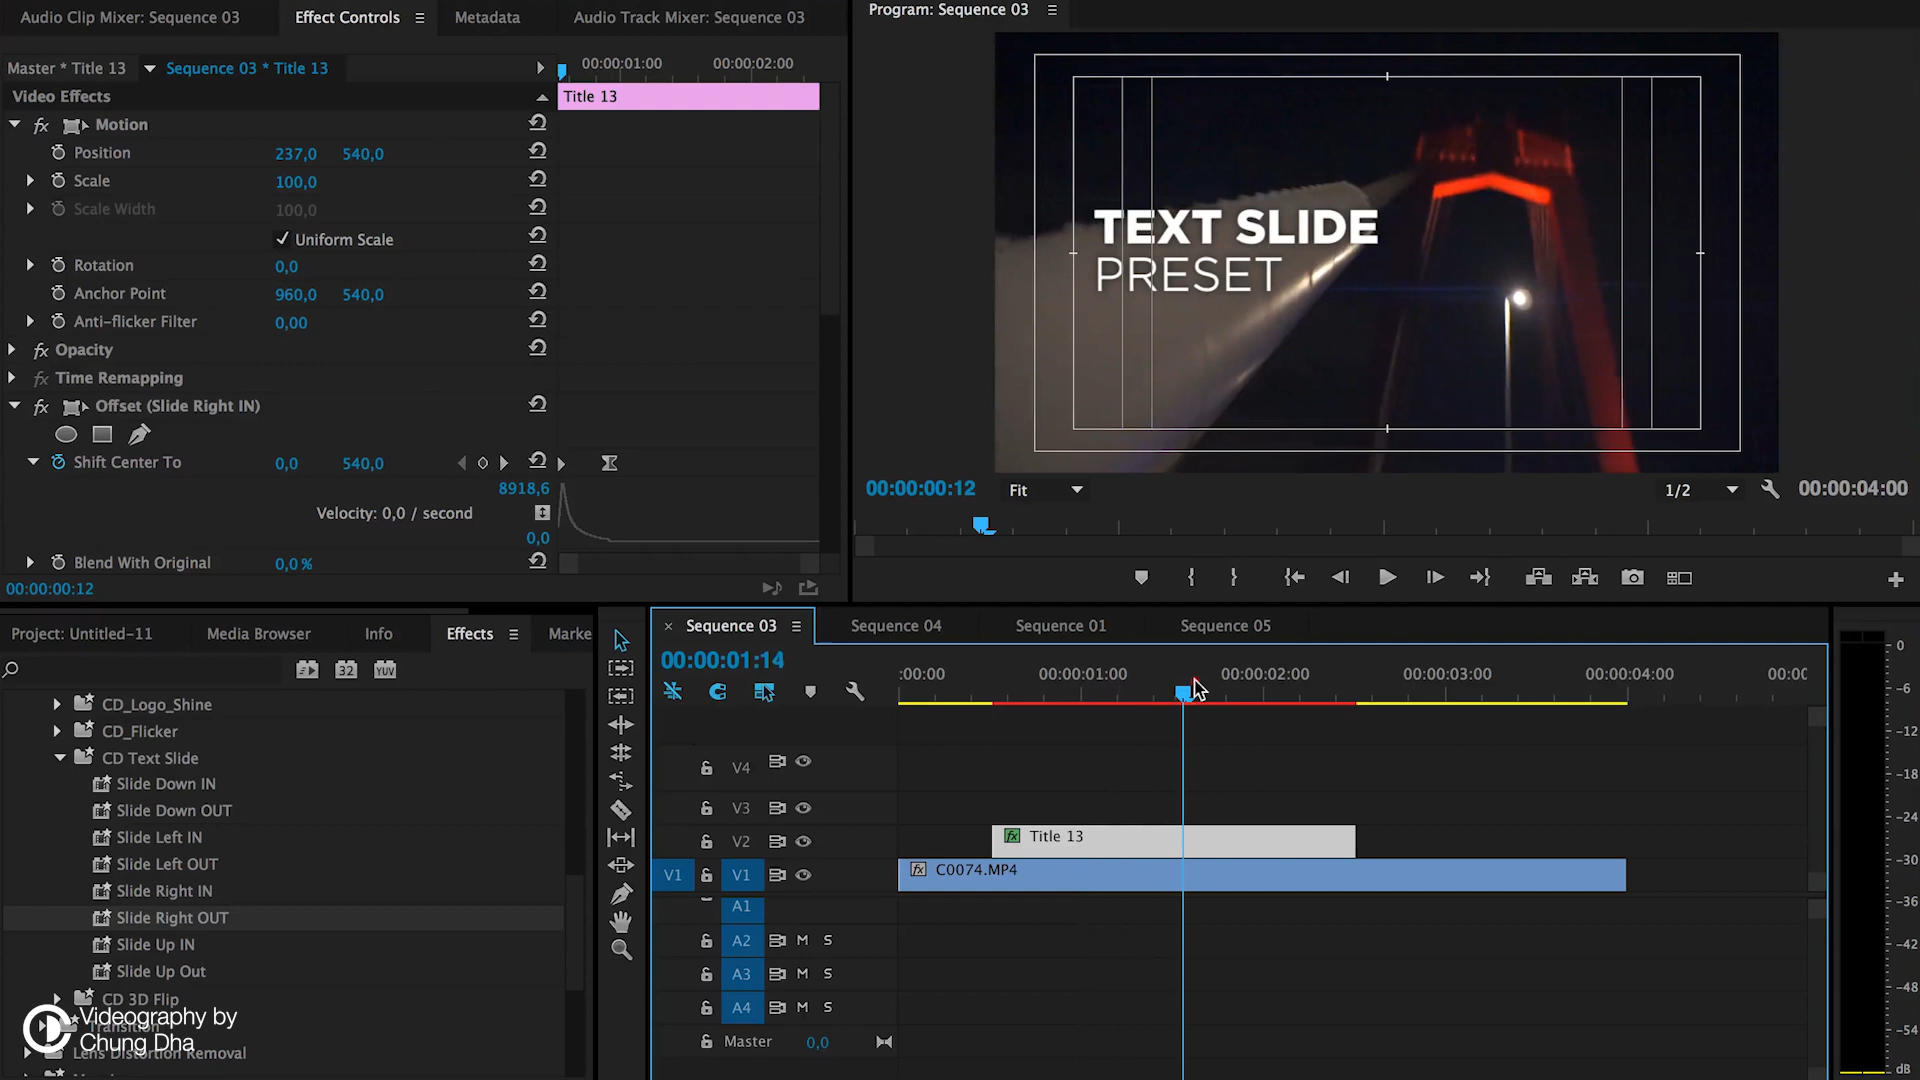 Audio Clip Mixer: Sequence 03
Effect Controls
Metadata
Audio Track Mixer: Sequence 03
Master * Title 13
Sequence 03 * Title 13
00:00:01:00
00:00:02:00
Video Effects
Title 13
fx Motion
Position 237,0 540,0
Scale 100,0
Scale Width 100,0
Uniform Scale
Rotation 0,0
Anchor Point 960,0 540,0
Anti-flicker Filter 0,00
fx Opacity
fx Time Remapping
fx Offset (Slide Right IN)
Shift Center To 0,0 540,0
8918,6
Velocity: 0,0 / second
0,0
Blend With Original 0,0 %
00:00:00:12
Program: Sequence 03
TEXT SLIDE
PRESET
00:00:00:12
Fit
1/2
00:00:04:00
Project: Untitled-11
Media Browser
Info
Effects
Marke
32
YUV
CD_Logo_Shine
CD_Flicker
CD Text Slide
Slide Down IN
Slide Down OUT
Slide Left IN
Slide Left OUT
Slide Right IN
Slide Right OUT
Slide Up IN
Slide Up Out
CD 3D Flip
Transition
Lens Distortion Removal
Videography by
Chung Dha
× Sequence 03
Sequence 04
Sequence 01
Sequence 05
00:00:01:14
:00:00
00:00:01:00
00:00:02:00
00:00:03:00
00:00:04:00
00:00
V4
V3
V2
fx Title 13
V1 V1
fx C0074.MP4
A1
A2 M S
A3 M S
A4 M S
Master 0,0
0
-6
-12
-18
-24
-30
-36
-42
-48
-54
dB